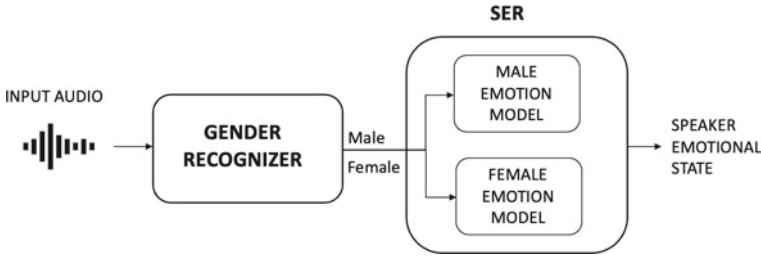 SER
INPUT AUDIO
GENDER
RECOGNIZER
Male
Female
MALE
EMOTION
MODEL
FEMALE
EMOTION
MODEL
SPEAKER
EMOTIONAL
STATE